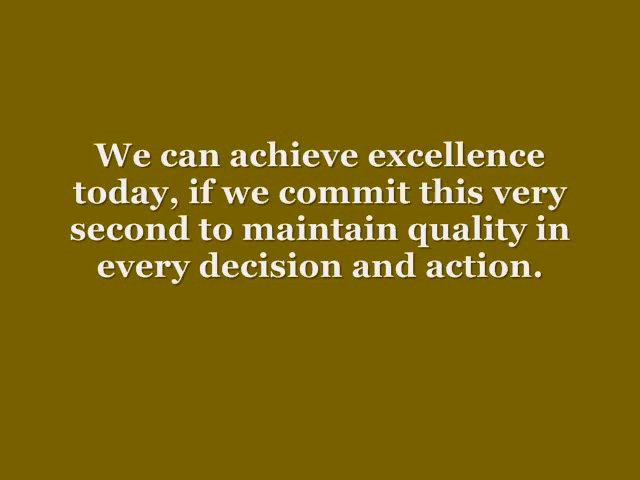 We can achieve excellence
today, if we commit this very
second to maintain quality in
every decision and action.